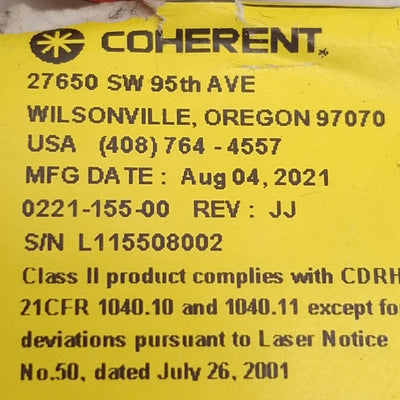 COHERENT
27650 SW 95th AVE
WILSONVILLE, OREGON 97070
USA (408) 764 - 4557
MFG DATE : Aug 04, 2021
0221-155-00 REV : JJ
S/N L115508002
Class II product complies with CDRH
21CFR 1040.10 and 1040.11 except fo
deviations pursuant to Laser Notice
No.50, dated July 26, 2001